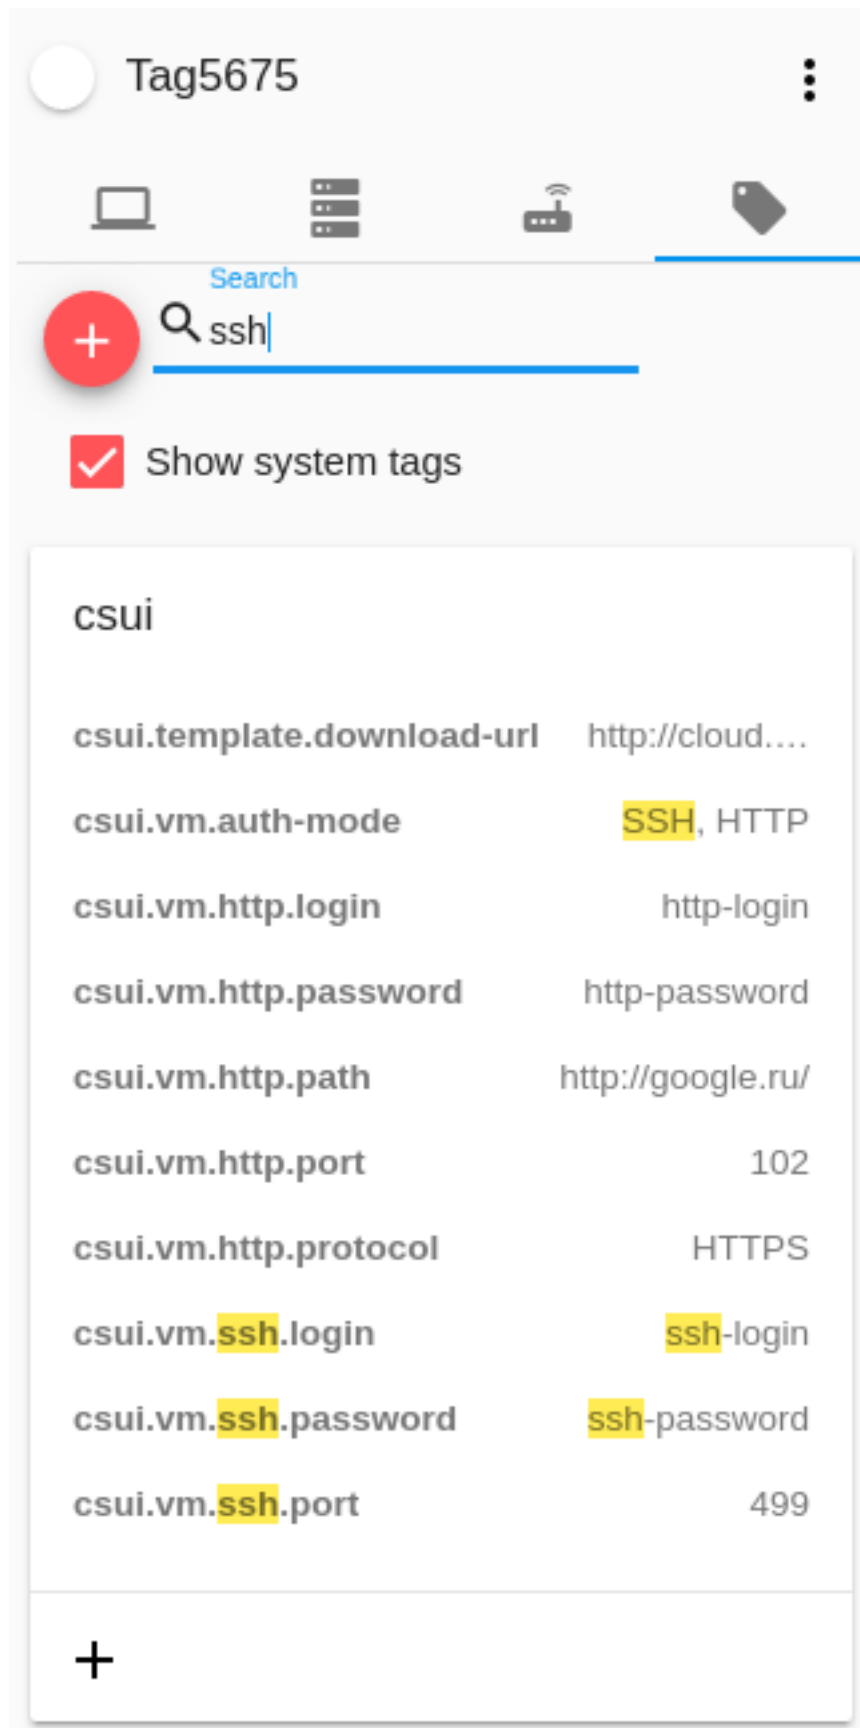 Tag5675
Search
ssh
Show system tags
csui
csui.template.download-url http://cloud....
csui.vm.auth-mode SSH, HTTP
csui.vm.http.login http-login
csui.vm.http.password http-password
csui.vm.http.path http://google.ru/
csui.vm.http.port 102
csui.vm.http.protocol HTTPS
csui.vm.ssh.login ssh-login
csui.vm.ssh.password ssh-password
csui.vm.ssh.port 499